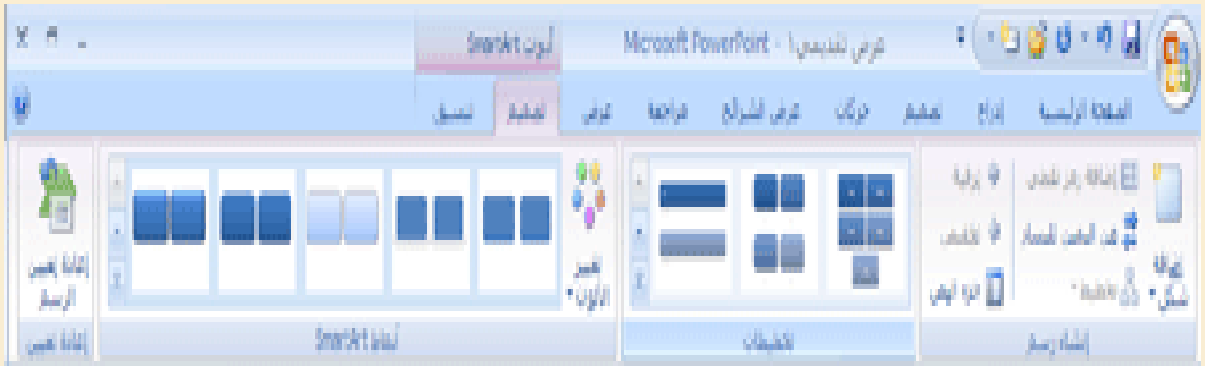 عرض تقديمي1 - Microsoft PowerPoint
أدوات SmartArt
الصفحة الرئيسية
إدراج
تصميم
حركات
عرض الشرائح
مراجعة
عرض
تصميم
تنسيق
إضافة شكل
إضافة رمز نقطي
من اليمين لليسار
تخطيط
ترقية
تخفيض
جزء النص
إنشاء رسم
تخطيطات
تغيير الألوان
أنماط SmartArt
إعادة تعيين الرسم
إعادة تعيين